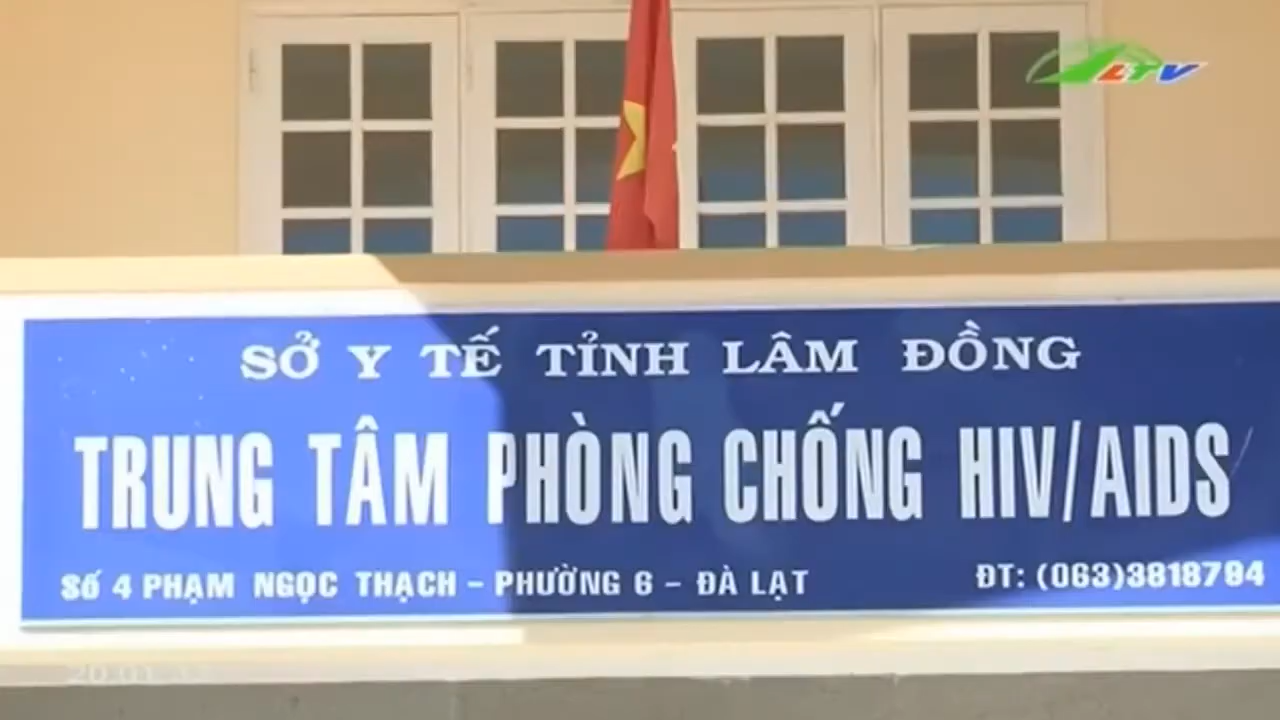 LTV
SỞ Y TẾ TỈNH LÂM ĐỒNG
TRUNG TÂM PHÒNG CHỐNG HIV/AIDS
Số 4 PHẠM NGỌC THẠCH - PHƯỜNG 6 - ĐÀ LẠT
ĐT: (063)3818784